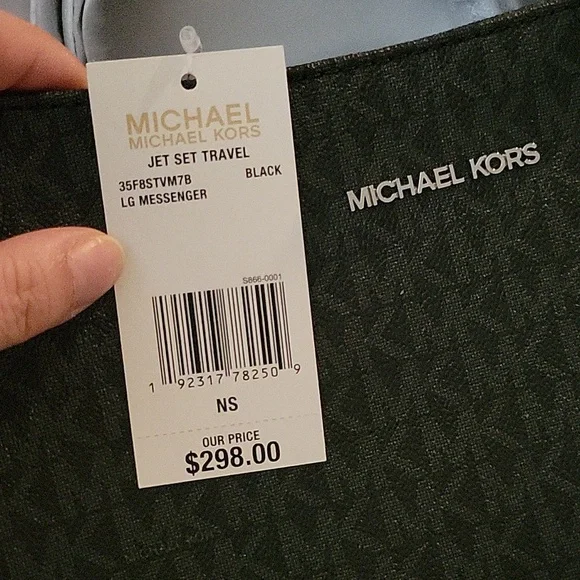 MICHAEL
MICHAEL KORS
JET SET TRAVEL
35F8STVM7B BLACK
LG MESSENGER
S866-0001
1 92317 78250 9
NS
OUR PRICE
$298.00
MICHAEL KORS